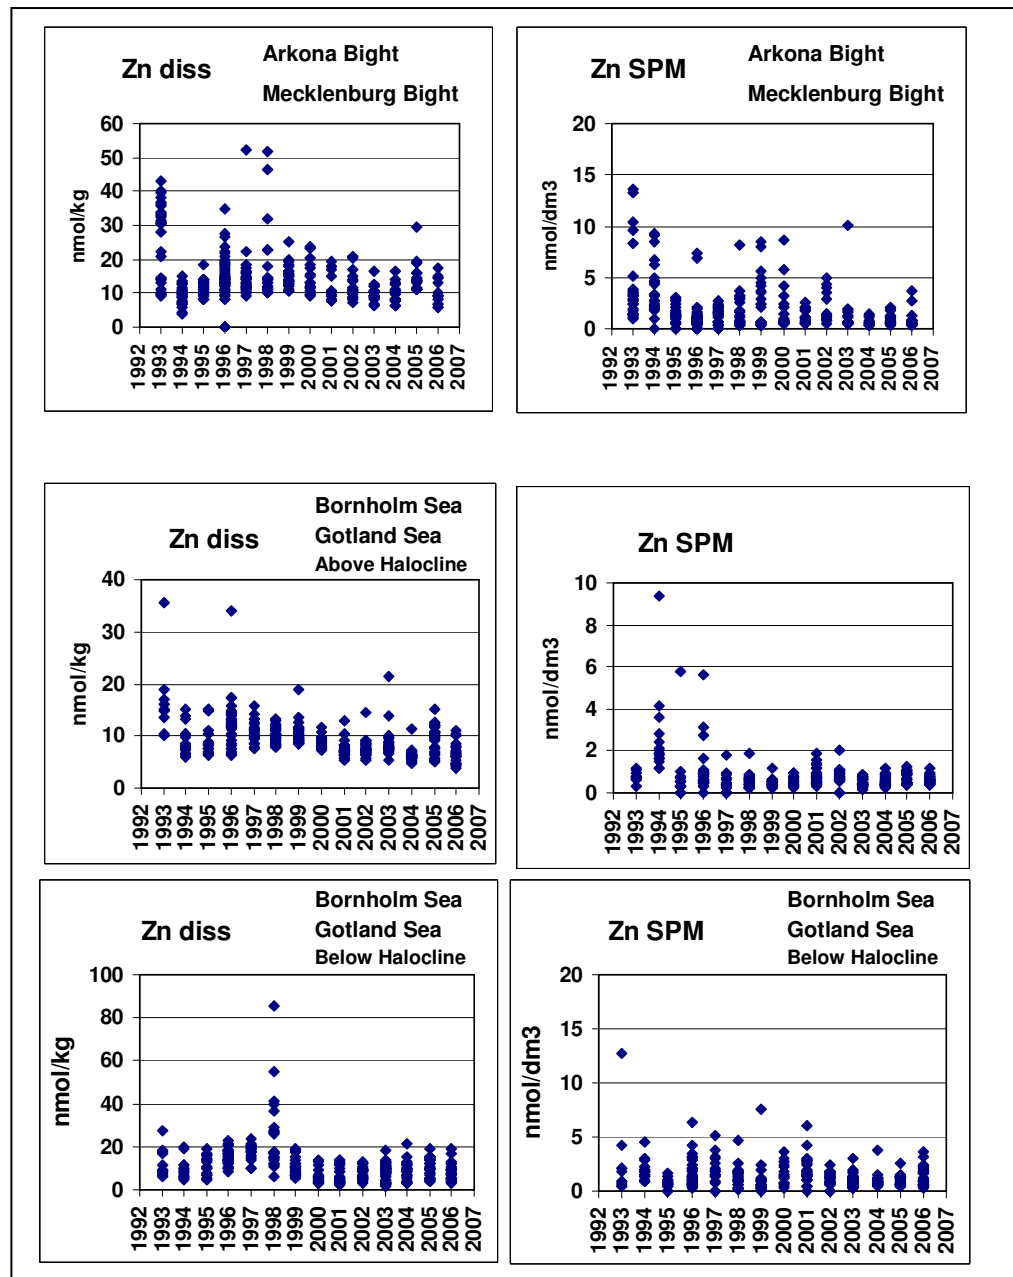 Zn diss
Arkona Bight
Mecklenburg Bight
60
50
40
30
20
10
0
nmol/kg
1992 1993 1994 1995 1996 1997 1998 1999 2000 2001 2002 2003 2004 2005 2006 2007
Zn SPM
Arkona Bight
Mecklenburg Bight
20
15
10
5
0
nmol/dm3
1992 1993 1994 1995 1996 1997 1998 1999 2000 2001 2002 2003 2004 2005 2006 2007
Zn diss
Bornholm Sea
Gotland Sea
Above Halocline
40
30
20
10
0
nmol/kg
1992 1993 1994 1995 1996 1997 1998 1999 2000 2001 2002 2003 2004 2005 2006 2007
Zn SPM
10
8
6
4
2
0
nmol/dm3
1992 1993 1994 1995 1996 1997 1998 1999 2000 2001 2002 2003 2004 2005 2006 2007
Zn diss
Bornholm Sea
Gotland Sea
Below Halocline
100
80
60
40
20
0
nmol/kg
1992 1993 1994 1995 1996 1997 1998 1999 2000 2001 2002 2003 2004 2005 2006 2007
Zn SPM
Bornholm Sea
Gotland Sea
Below Halocline
20
15
10
5
0
nmol/dm3
1992 1993 1994 1995 1996 1997 1998 1999 2000 2001 2002 2003 2004 2005 2006 2007